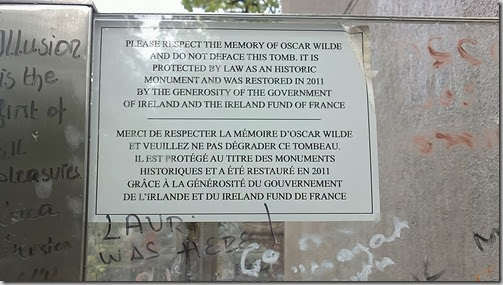 Illusion
is the
first of
all
pleasures
PLEASE RESPECT THE MEMORY OF OSCAR WILDE
AND DO NOT DEFACE THIS TOMB. IT IS
PROTECTED BY LAW AS AN HISTORIC
MONUMENT AND WAS RESTORED IN 2011
BY THE GENEROSITY OF THE GOVERNMENT
OF IRELAND AND THE IRELAND FUND OF FRANCE
MERCI DE RESPECTER LA MÉMOIRE D'OSCAR WILDE
ET VEUILLEZ NE PAS DÉGRADER CE TOMBEAU.
IL EST PROTÉGÉ AU TITRE DES MONUMENTS
HISTORIQUES ET A ÉTÉ RESTAURÉ EN 2011
GRÂCE À LA GÉNÉROSITÉ DU GOUVERNEMENT
DE L'IRLANDE ET DU IRELAND FUND DE FRANCE
LAUR
WAS HERE!